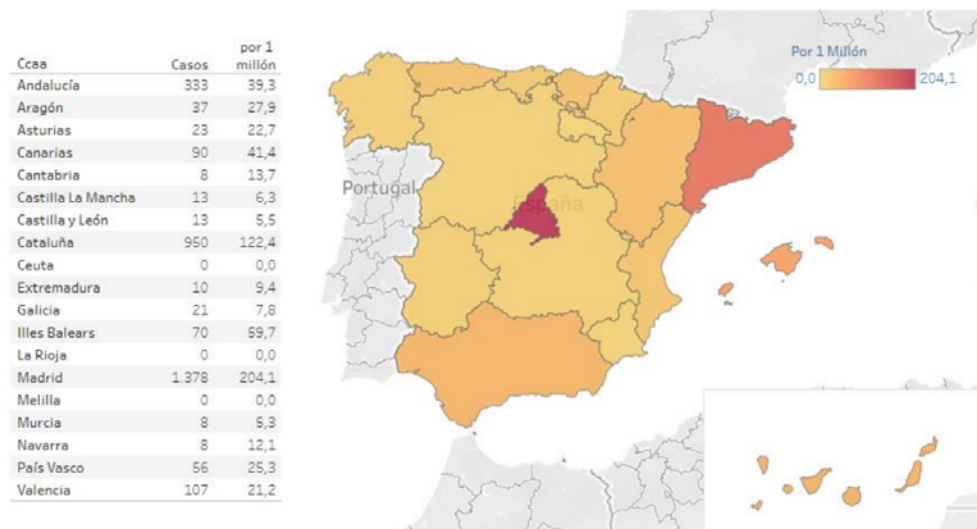 por 1
Ccaa Casos millón
Andalucía 333 39,3
Aragón 37 27,9
Asturias 23 22,7
Canarias 90 41,4
Cantabria 8 13,7
Castilla La Mancha 13 6,3
Castilla y León 13 5,5
Cataluña 950 122,4
Ceuta 0 0,0
Extremadura 10 9,4
Galicia 21 7,8
Illes Balears 70 59,7
La Rioja 0 0,0
Madrid 1.378 204,1
Melilla 0 0,0
Murcia 8 5,3
Navarra 8 12,1
País Vasco 56 25,3
Valencia 107 21,2
Por 1 Millón
0,0 204,1
Portugal
España